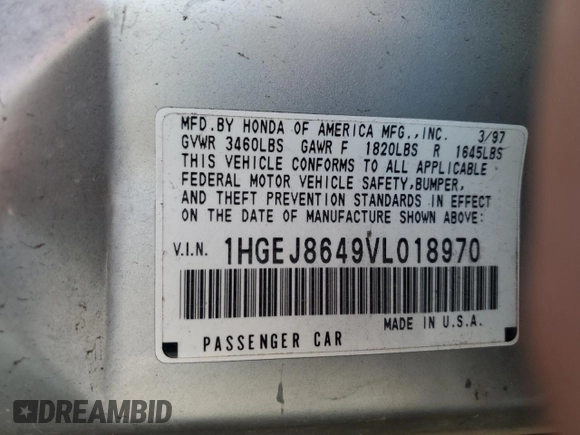 MFD.BY HONDA OF AMERICA MFG.,INC. 3/97
GVWR 3460LBS GAWR F 1820LBS R 1645LBS
THIS VEHICLE CONFORMS TO ALL APPLICABLE
FEDERAL MOTOR VEHICLE SAFETY,BUMPER,
AND THEFT PREVENTION STANDARDS IN EFFECT
ON THE DATE OF MANUFACTURE SHOWN ABOVE:
V.I.N. 1HGEJ8649VL018970
PASSENGER CAR MADE IN U.S.A.
DREAMBID